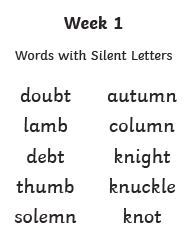 Week 1
Words with Silent Letters
doubt autumn
lamb column
debt knight
thumb knuckle
solemn knot